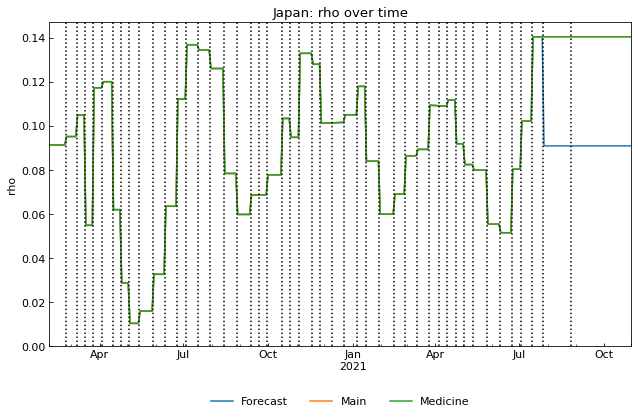 Japan: rho over time
0.14
0.12
0.10
0.08
0.06
0.04
0.02
0.00
rho
Apr Jul Oct Jan Apr Jul Oct
2021
Forecast Main Medicine